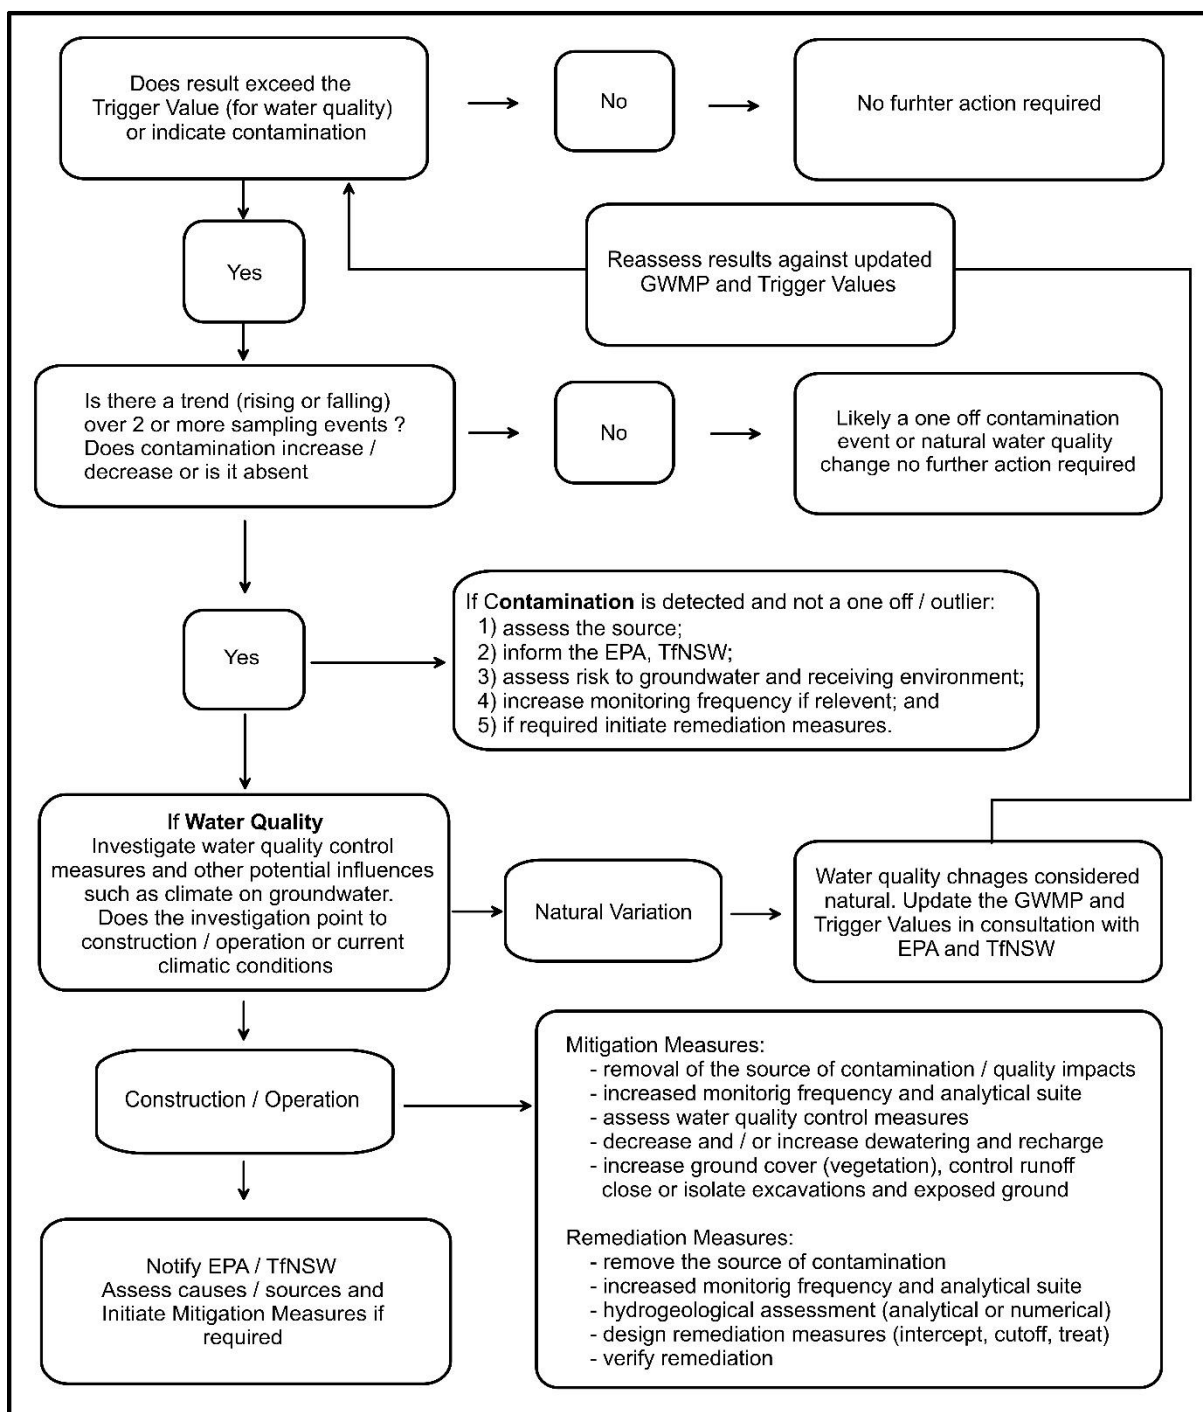 Does result exceed the
Trigger Value (for water quality)
or indicate contamination
No
No furhter action required
Yes
Reassess results against updated
GWMP and Trigger Values
Is there a trend (rising or falling)
over 2 or more sampling events ?
Does contamination increase /
decrease or is it absent
No
Likely a one off contamination
event or natural water quality
change no further action required
Yes
If Contamination is detected and not a one off / outlier:
1) assess the source;
2) inform the EPA, TfNSW;
3) assess risk to groundwater and receiving environment;
4) increase monitoring frequency if relevent; and
5) if required initiate remediation measures.
If Water Quality
Investigate water quality control
measures and other potential influences
such as climate on groundwater.
Does the investigation point to
construction / operation or current
climatic conditions
Natural Variation
Water quality chnages considered
natural. Update the GWMP and
Trigger Values in consultation with
EPA and TfNSW
Construction / Operation
Mitigation Measures:
- removal of the source of contamination / quality impacts
- increased monitorig frequency and analytical suite
- assess water quality control measures
- decrease and / or increase dewatering and recharge
- increase ground cover (vegetation), control runoff
close or isolate excavations and exposed ground
Remediation Measures:
- remove the source of contamination
- increased monitorig frequency and analytical suite
- hydrogeological assessment (analytical or numerical)
- design remediation measures (intercept, cutoff, treat)
- verify remediation
Notify EPA / TfNSW
Assess causes / sources and
Initiate Mitigation Measures if
required